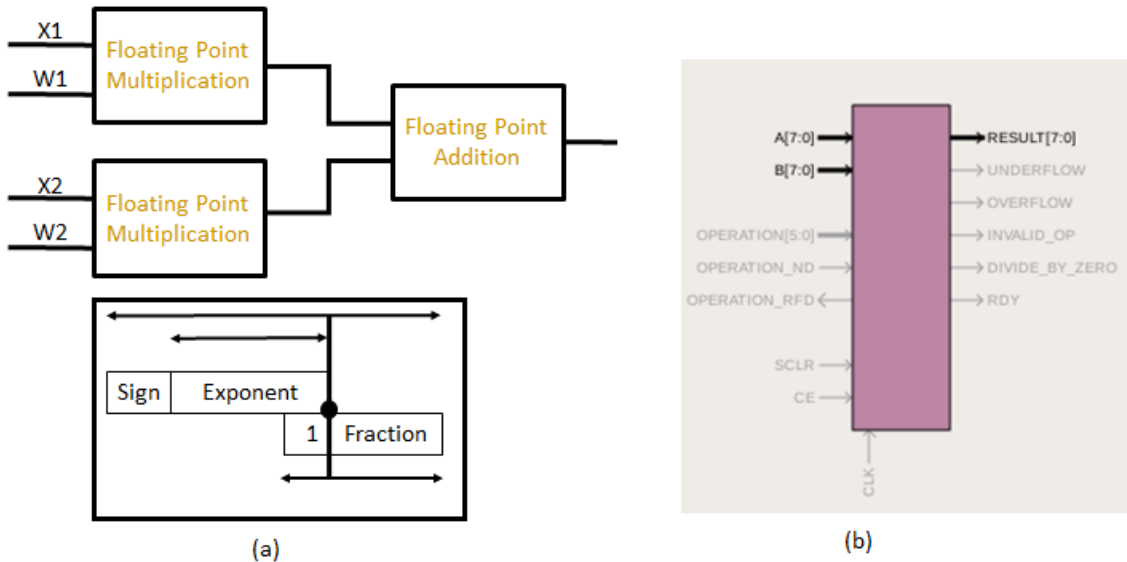 X1
W1
Floating Point
Multiplication
X2
W2
Floating Point
Multiplication
Floating Point
Addition
Sign
Exponent
1
Fraction
(a)
A[7:0]
B[7:0]
OPERATION[5:0]
OPERATION_ND
OPERATION_RFD
SCLR
CE
CLK
RESULT[7:0]
UNDERFLOW
OVERFLOW
INVALID_OP
DIVIDE_BY_ZERO
RDY
(b)